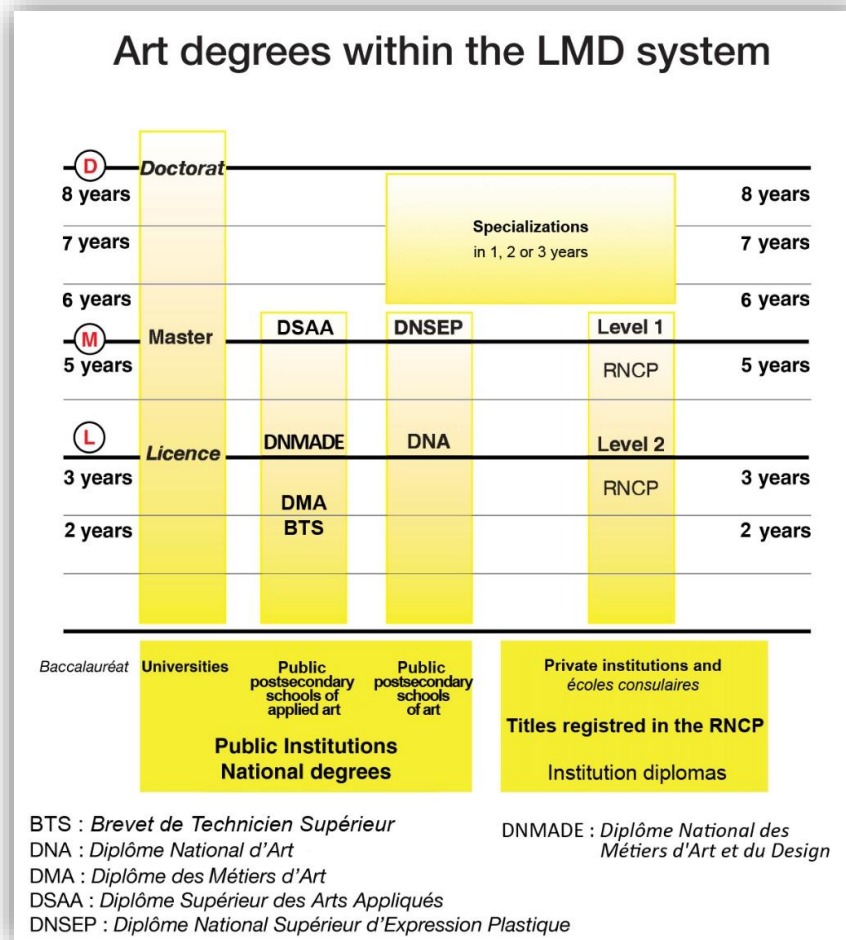 Art degrees within the LMD system
D
Doctorat
8 years
8 years
Specializations
in 1, 2 or 3 years
7 years
7 years
6 years
6 years
M
Master
DSAA
DNSEP
Level 1
5 years
RNCP
5 years
L
Licence
DNMADE
DNA
Level 2
3 years
RNCP
3 years
DMA
2 years
BTS
2 years
Baccalauréat
Universities
Public
postsecondary
schools of
applied art
Public
postsecondary
schools
of art
Public Institutions
National degrees
Private institutions and
écoles consulaires
Titles registred in the RNCP
Institution diplomas
BTS : Brevet de Technicien Supérieur
DNA : Diplôme National d'Art
DMA : Diplôme des Métiers d'Art
DSAA : Diplôme Supérieur des Arts Appliqués
DNSEP : Diplôme National Supérieur d'Expression Plastique
DNMADE : Diplôme National des
Métiers d'Art et du Design